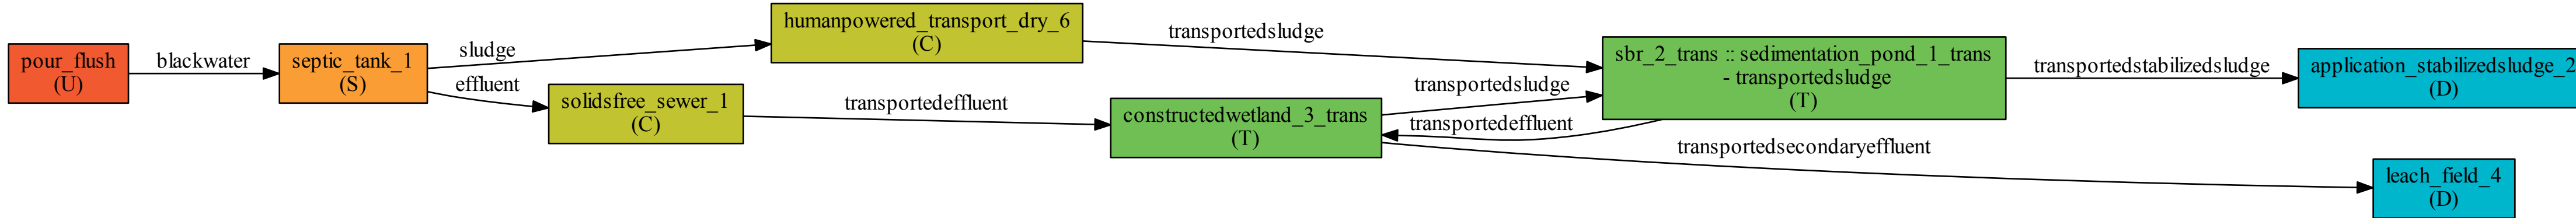 pour_flush
(U)
blackwater
septic_tank_1
(S)
sludge
effluent
humanpowered_transport_dry_6
(C)
solidsfree_sewer_1
(C)
transportedsludge
transportedeffluent
constructedwetland_3_trans
(T)
transportedsludge
transportedeffluent
sbr_2_trans :: sedimentation_pond_1_trans
- transportedsludge
(T)
transportedstabilizedsludge
transportedsecondaryeffluent
application_stabilizedsludge_2
(D)
leach_field_4
(D)